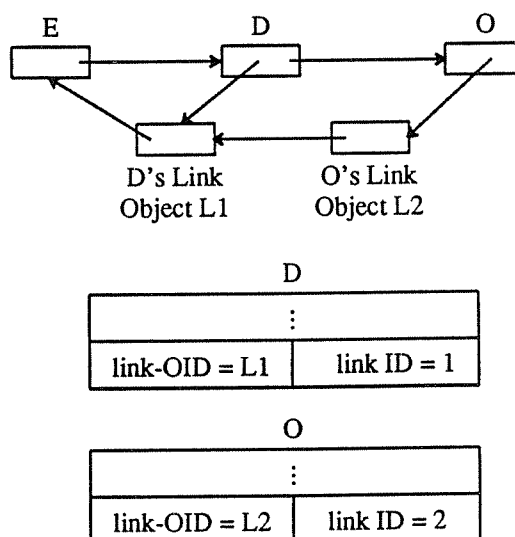 E D O
D's Link O's Link
Object L1 Object L2
D
⋮
link-OID = L1 link ID = 1
O
⋮
link-OID = L2 link ID = 2